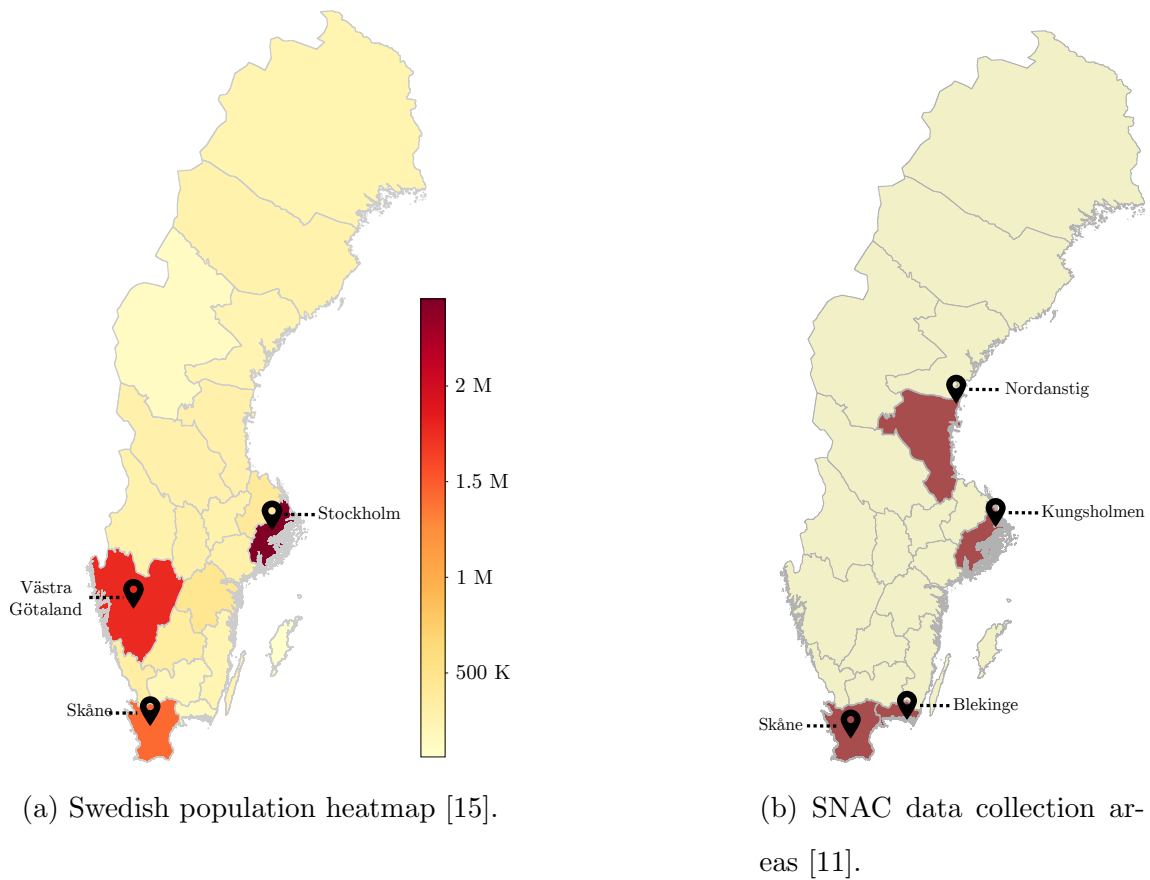 2 M
1.5 M
Stockholm
1 M
Västra
Götaland
500 K
Skåne
(a) Swedish population heatmap [15].
Nordanstig
Kungsholmen
Blekinge
Skåne
(b) SNAC data collection ar-
eas [11].